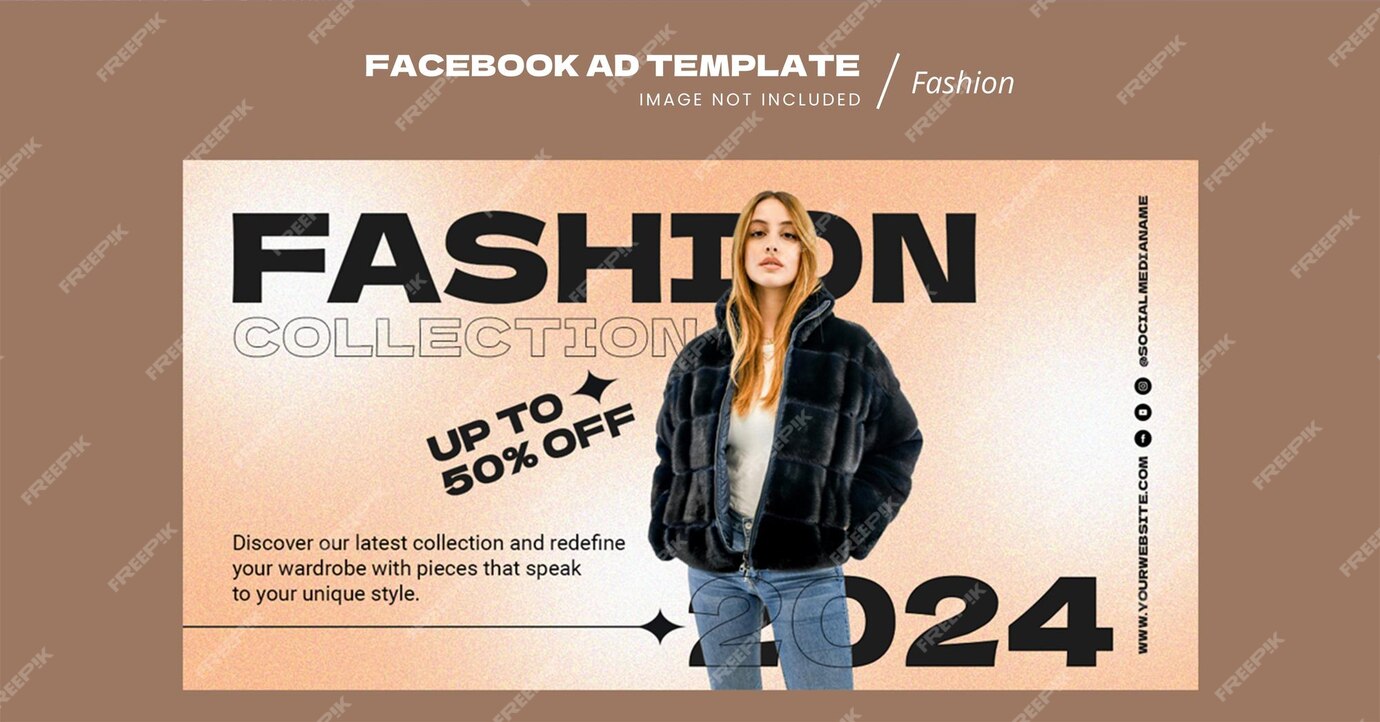 FACEBOOK AD TEMPLATE
IMAGE NOT INCLUDED
Fashion
FASHION
COLLECTION
UP TO
50% OFF
Discover our latest collection and redefine
your wardrobe with pieces that speak
to your unique style.
2024
@SOCIALMEDIANAME
WWW.YOURWEBSITE.COM
FREEPIK